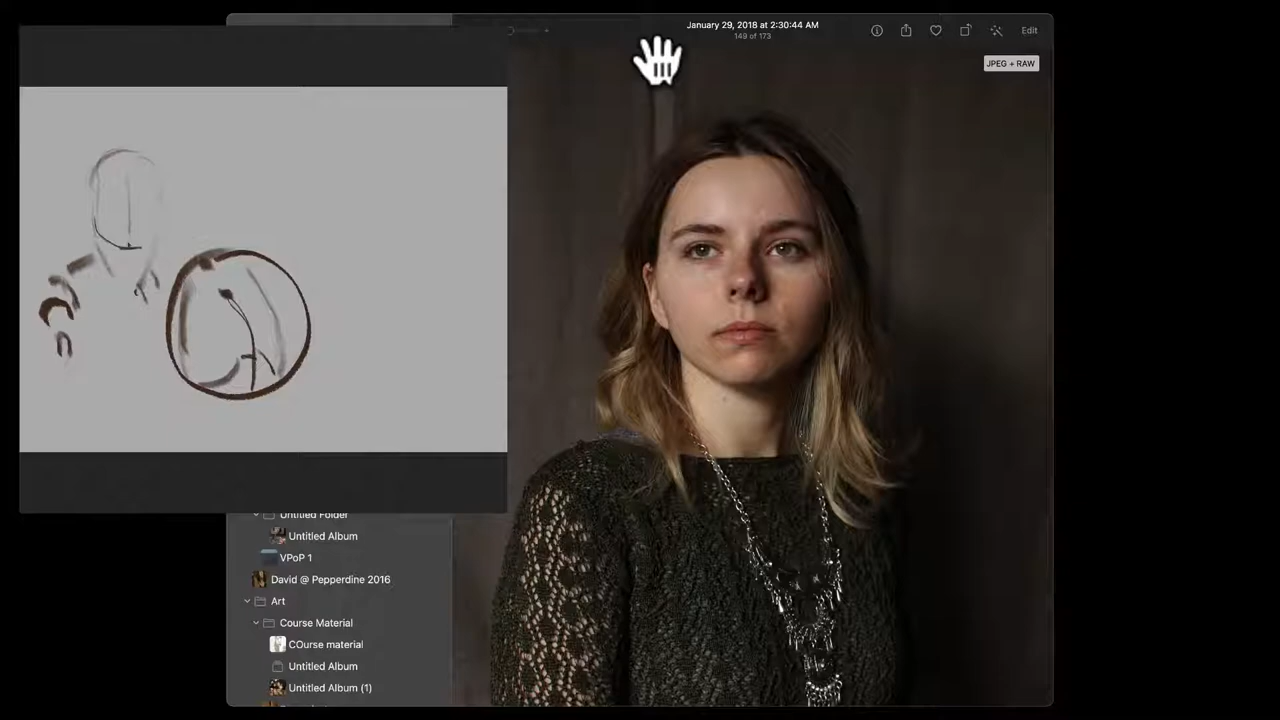 January 29, 2018 at 2:30:44 AM
149 of 173
Edit
JPEG + RAW
Untitled Folder
Untitled Album
VPoP 1
David @ Pepperdine 2016
Art
Course Material
COurse material
Untitled Album
Untitled Album (1)